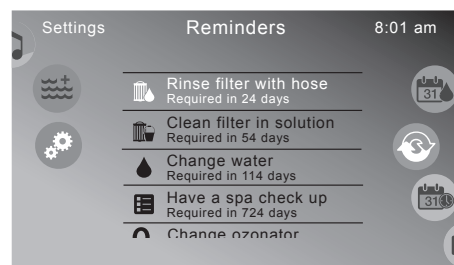 Settings
Reminders
8:01 am
Rinse filter with hose
Required in 24 days
Clean filter in solution
Required in 54 days
Change water
Required in 114 days
Have a spa check up
Required in 724 days
Change ozonator
31
31